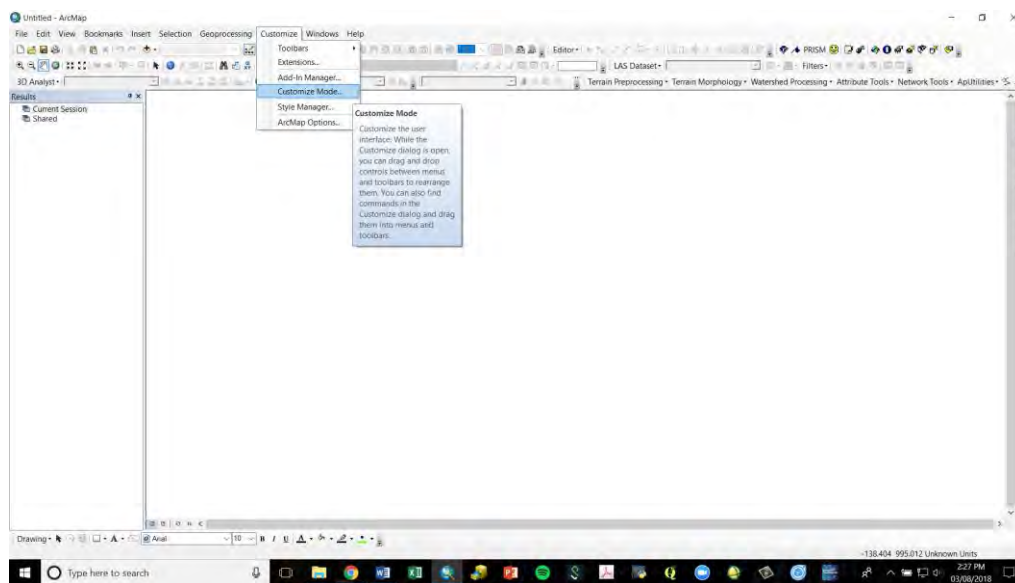 Untitled - ArcMap
File Edit View Bookmarks Insert Selection Geoprocessing Customize Windows Help
Toolbars
Extensions...
Add-In Manager...
Customize Mode...
Style Manager...
ArcMap Options...
Editor
PRISM
LAS Dataset
Filters
3D Analyst
Terrain Preprocessing Terrain Morphology Watershed Processing Attribute Tools Network Tools ApUtilities
Results
Current Session
Shared
Customize Mode
Customize the user
interface. While the
Customize dialog is open,
you can drag and drop
controls between menus
and toolbars to rearrange
them. You can also find
commands in the
Customize dialog and drag
them into menus and
toolbars.
Drawing A Arial 10 B I U A
-138.404 995.012 Unknown Units
Type here to search
2:27 PM
03/08/2018